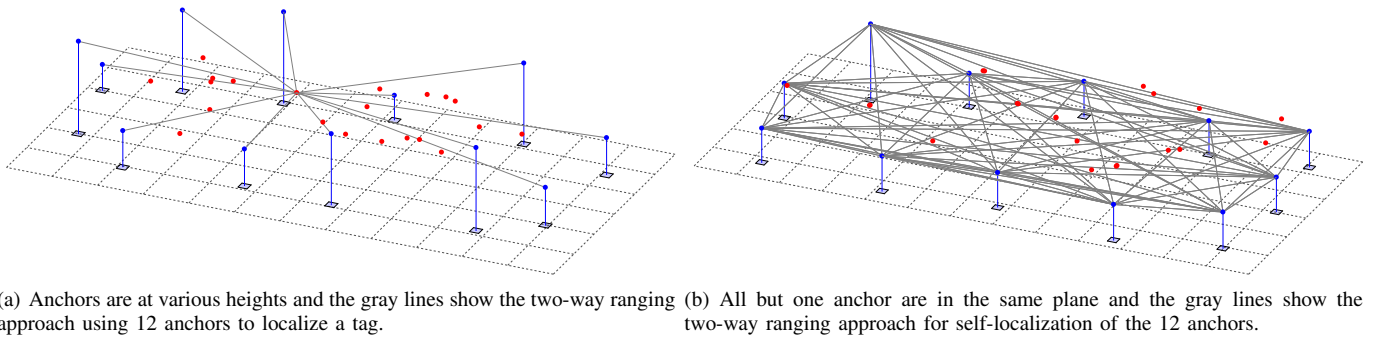 (a) Anchors are at various heights and the gray lines show the two-way ranging
approach using 12 anchors to localize a tag.
(b) All but one anchor are in the same plane and the gray lines show the
two-way ranging approach for self-localization of the 12 anchors.